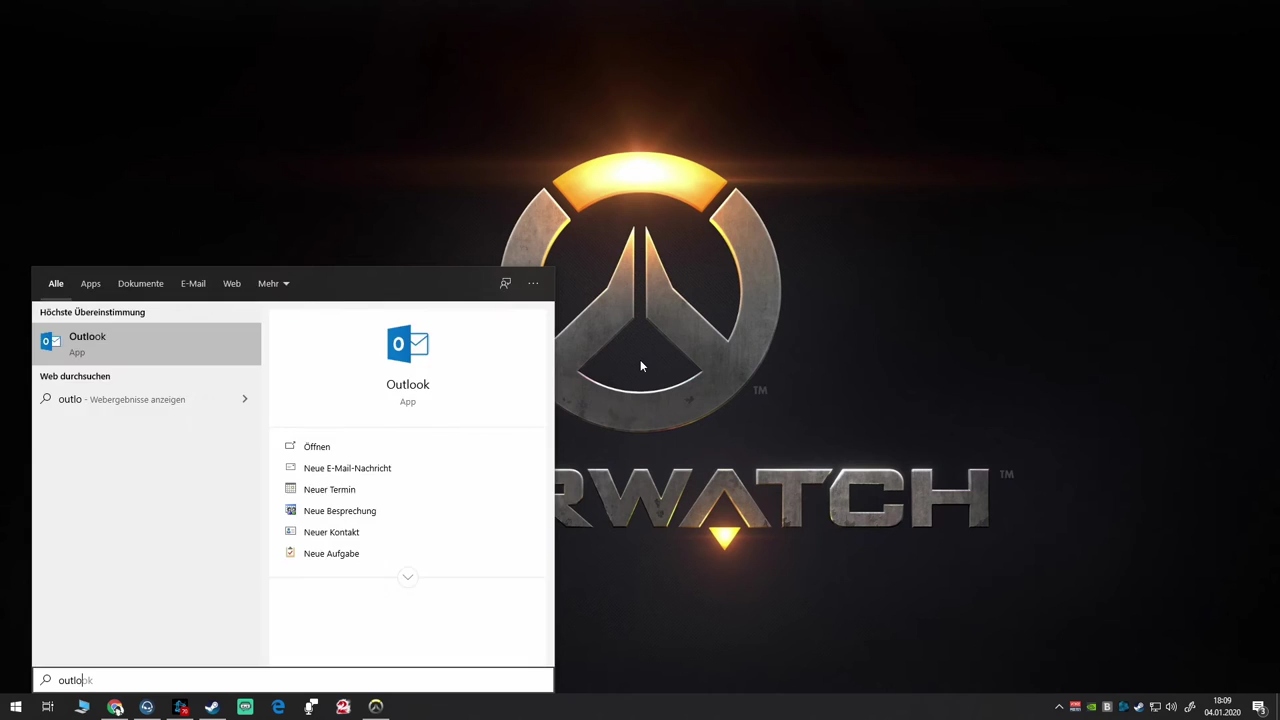 Alle Apps Dokumente E-Mail Web Mehr ...
Höchste Übereinstimmung
Outlook
App
Web durchsuchen
outlo - Webergebnisse anzeigen
O
Outlook
App
Öffnen
Neue E-Mail-Nachricht
Neuer Termin
Neue Besprechung
Neuer Kontakt
Neue Aufgabe
TM
RWATCH TM
outlook
70
18:09
04.01.2020